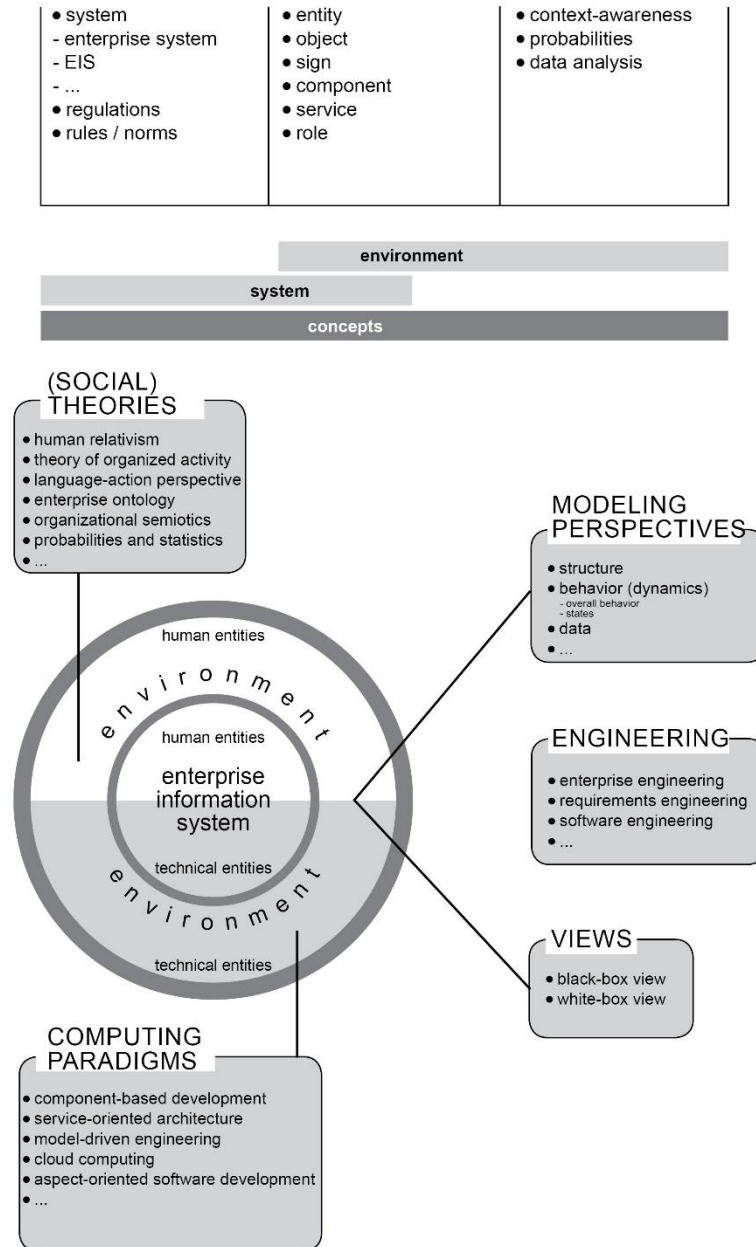 ● system
- enterprise system
- EIS
- ...
● regulations
● rules / norms
● entity
● object
● sign
● component
● service
● role
● context-awareness
● probabilities
● data analysis
environment
system
concepts
(SOCIAL)
THEORIES
● human relativism
● theory of organized activity
● language-action perspective
● enterprise ontology
● organizational semiotics
● probabilities and statistics
● ...
MODELING
PERSPECTIVES
● structure
● behavior (dynamics)
- overall behavior
- states
● data
● ...
human entities
environment
human entities
enterprise
information
system
technical entities
environment
technical entities
ENGINEERING
● enterprise engineering
● requirements engineering
● software engineering
● ...
VIEWS
● black-box view
● white-box view
COMPUTING
PARADIGMS
● component-based development
● service-oriented architecture
● model-driven engineering
● cloud computing
● aspect-oriented software development
● ...